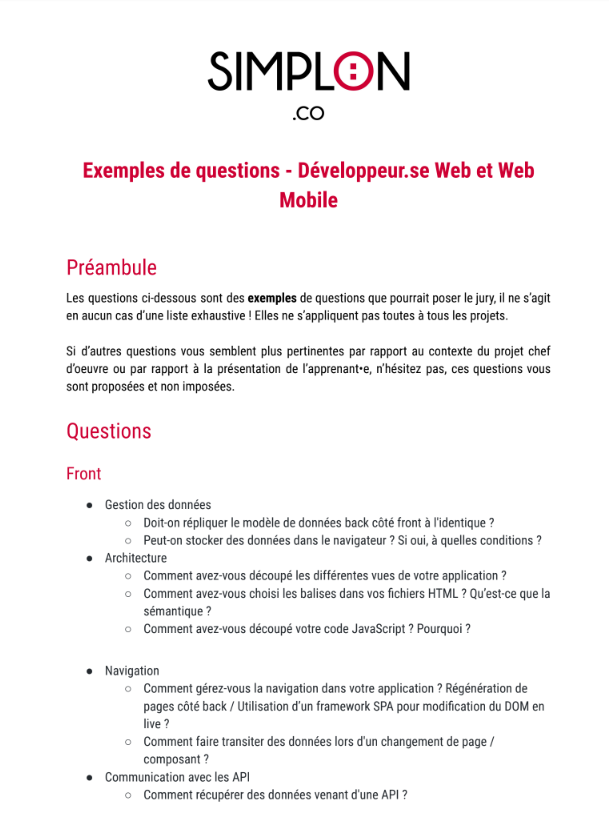 SIMPLON
.CO
Exemples de questions - Développeur.se Web et Web
Mobile
Préambule
Les questions ci-dessous sont des exemples de questions que pourrait poser le jury, il ne s'agit
en aucun cas d'une liste exhaustive ! Elles ne s'appliquent pas toutes à tous les projets.
Si d'autres questions vous semblent plus pertinentes par rapport au contexte du projet chef
d'oeuvre ou par rapport à la présentation de l'apprenant•e, n'hésitez pas, ces questions vous
sont proposées et non imposées.
Questions
Front
● Gestion des données
○ Doit-on répliquer le modèle de données back côté front à l'identique ?
○ Peut-on stocker des données dans le navigateur ? Si oui, à quelles conditions ?
● Architecture
○ Comment avez-vous découpé les différentes vues de votre application ?
○ Comment avez-vous choisi les balises dans vos fichiers HTML ? Qu'est-ce que la
sémantique ?
○ Comment avez-vous découpé votre code JavaScript ? Pourquoi ?
● Navigation
○ Comment gérez-vous la navigation dans votre application ? Régénération de
pages côté back / Utilisation d'un framework SPA pour modification du DOM en
live ?
○ Comment faire transiter des données lors d'un changement de page /
composant ?
● Communication avec les API
○ Comment récupérer des données venant d'une API ?